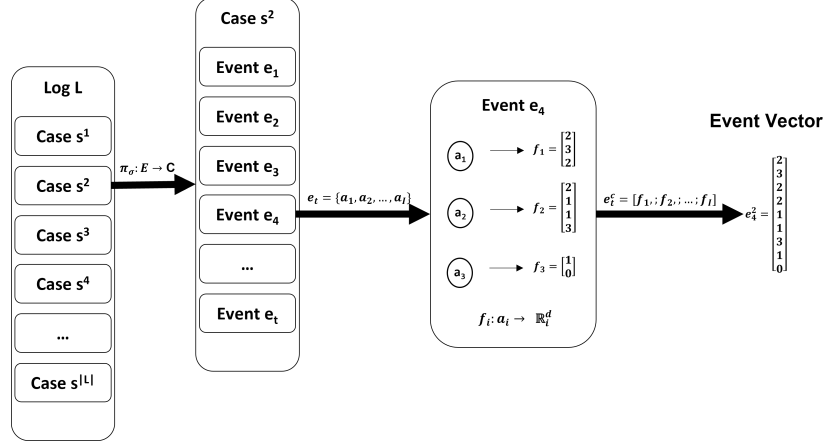 Log L
Case s¹
Case s²
Case s³
Case s⁴
...
Case s|L|
π_σ: E → C
Case s²
Event e₁
Event e₂
Event e₃
Event e₄
...
Event e_t
e_t = {a₁, a₂, ..., a_I}
Event e₄
a₁ f₁ = [2 3 2]
a₂ f₂ = [2 1 1 3]
a₃ f₃ = [1 0]
f_i: a_i → ℝ_i^d
e_t^c = [f₁,; f₂,; ...; f_I]
Event Vector
e₄² = [2 3 2 2 1 1 3 1 0]